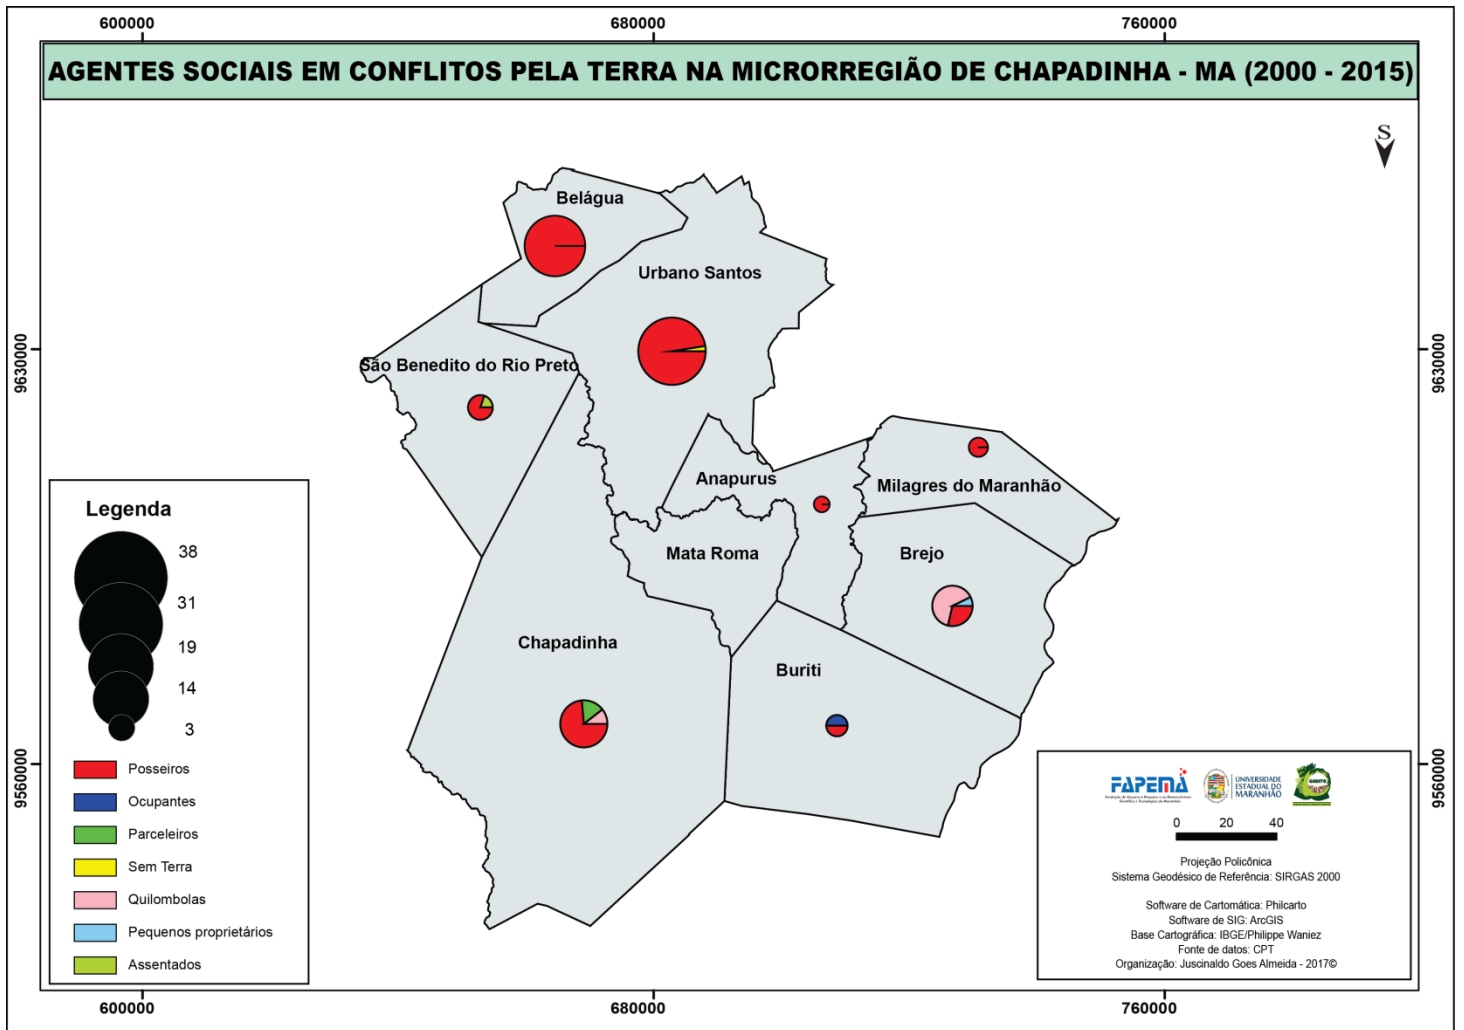 600000
680000
760000
AGENTES SOCIAIS EM CONFLITOS PELA TERRA NA MICRORREGIÃO DE CHAPADINHA - MA (2000 - 2015)
S
Belágua
Urbano Santos
9630000
9630000
São Benedito do Rio Preto
Anapurus
Milagres do Maranhão
Mata Roma
Brejo
Chapadinha
Buriti
Legenda
38
31
19
14
3
Posseiros
Ocupantes
Parceleiros
Sem Terra
Quilombolas
Pequenos proprietários
Assentados
9560000
9560000
FAPEMA
UNIVERSIDADE
ESTADUAL DO
MARANHÃO
0 20 40
Projeção Policônica
Sistema Geodésico de Referência: SIRGAS 2000
Software de Cartomática: Philcarto
Software de SIG: ArcGIS
Base Cartográfica: IBGE/Philippe Waniez
Fonte de datos: CPT
Organização: Juscinaldo Goes Almeida - 2017©
600000
680000
760000